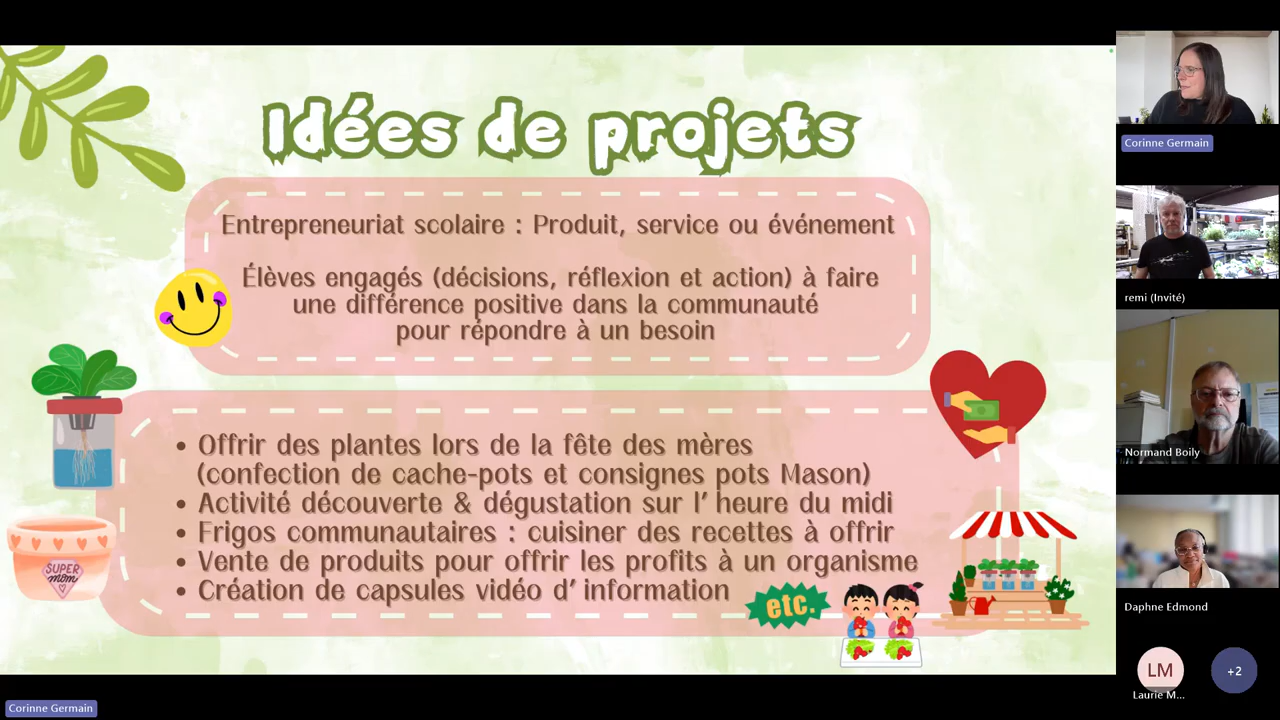 Idées de projets
Entrepreneuriat scolaire : Produit, service ou événement
Élèves engagés (décisions, réflexion et action) à faire
une différence positive dans la communauté
pour répondre à un besoin
• Offrir des plantes lors de la fête des mères
(confection de cache-pots et consignes pots Mason)
• Activité découverte & dégustation sur l' heure du midi
• Frigos communautaires : cuisiner des recettes à offrir
• Vente de produits pour offrir les profits à un organisme
• Création de capsules vidéo d' information
etc.
SUPER
mom
Corinne Germain
remi (Invité)
Normand Boily
Daphne Edmond
LM
+2
Laurie M...
Corinne Germain